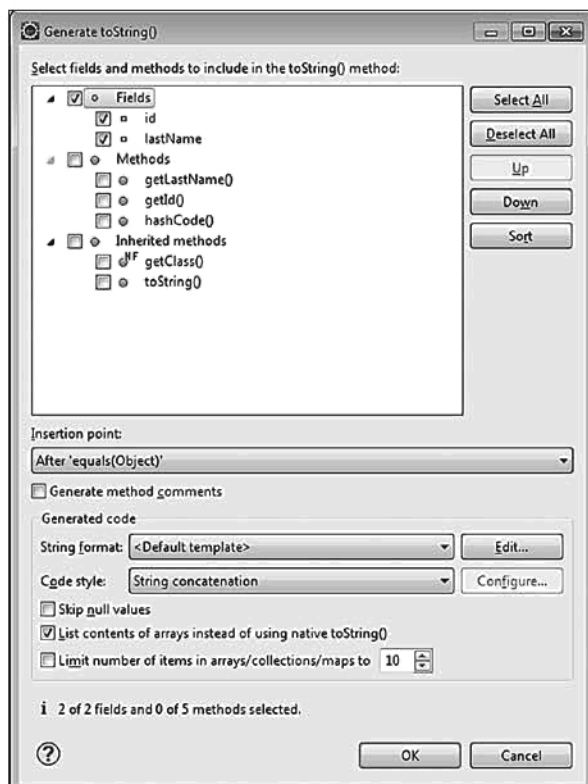 Generate toString()
Select fields and methods to include in the toString() method:
Fields
id
lastName
Methods
getLastName()
getId()
hashCode()
Inherited methods
getClass()
toString()
Select All
Deselect All
Up
Down
Sort
Insertion point:
After 'equals(Object)'
Generate method comments
Generated code
String format: <Default template> Edit...
Code style: String concatenation Configure...
Skip null values
List contents of arrays instead of using native toString()
Limit number of items in arrays/collections/maps to 10
i 2 of 2 fields and 0 of 5 methods selected.
? OK Cancel